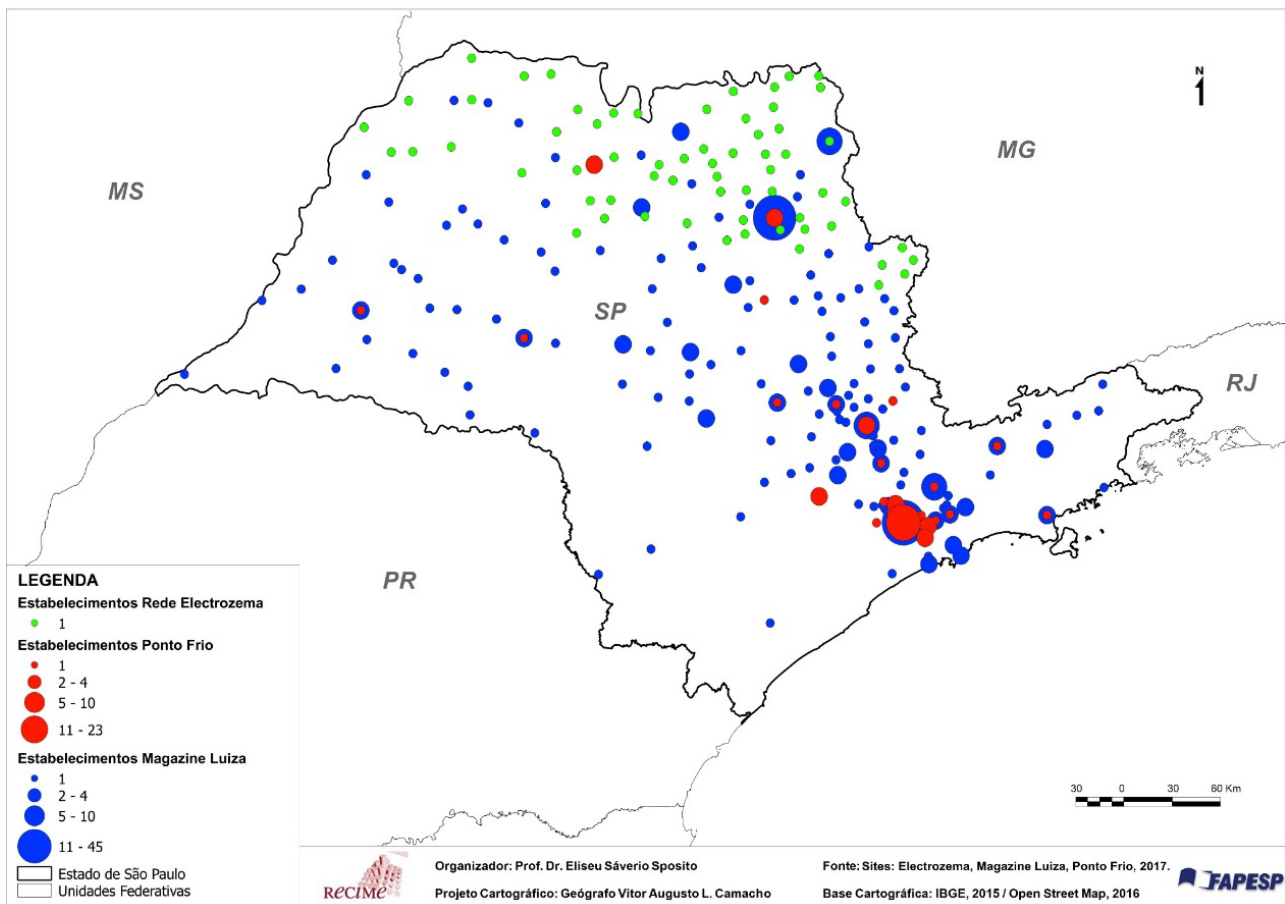 N
MG
MS
SP
RJ
PR
LEGENDA
Estabelecimentos Rede Electrozema
1
Estabelecimentos Ponto Frio
1
2 - 4
5 - 10
11 - 23
Estabelecimentos Magazine Luiza
1
2 - 4
5 - 10
11 - 45
Estado de São Paulo
Unidades Federativas
30 0 30 60 Km
RECIMe
Organizador: Prof. Dr. Eliseu Sáverio Sposito
Projeto Cartográfico: Geógrafo Vitor Augusto L. Camacho
Fonte: Sites: Electrozema, Magazine Luiza, Ponto Frio, 2017.
Base Cartográfica: IBGE, 2015 / Open Street Map, 2016
FAPESP